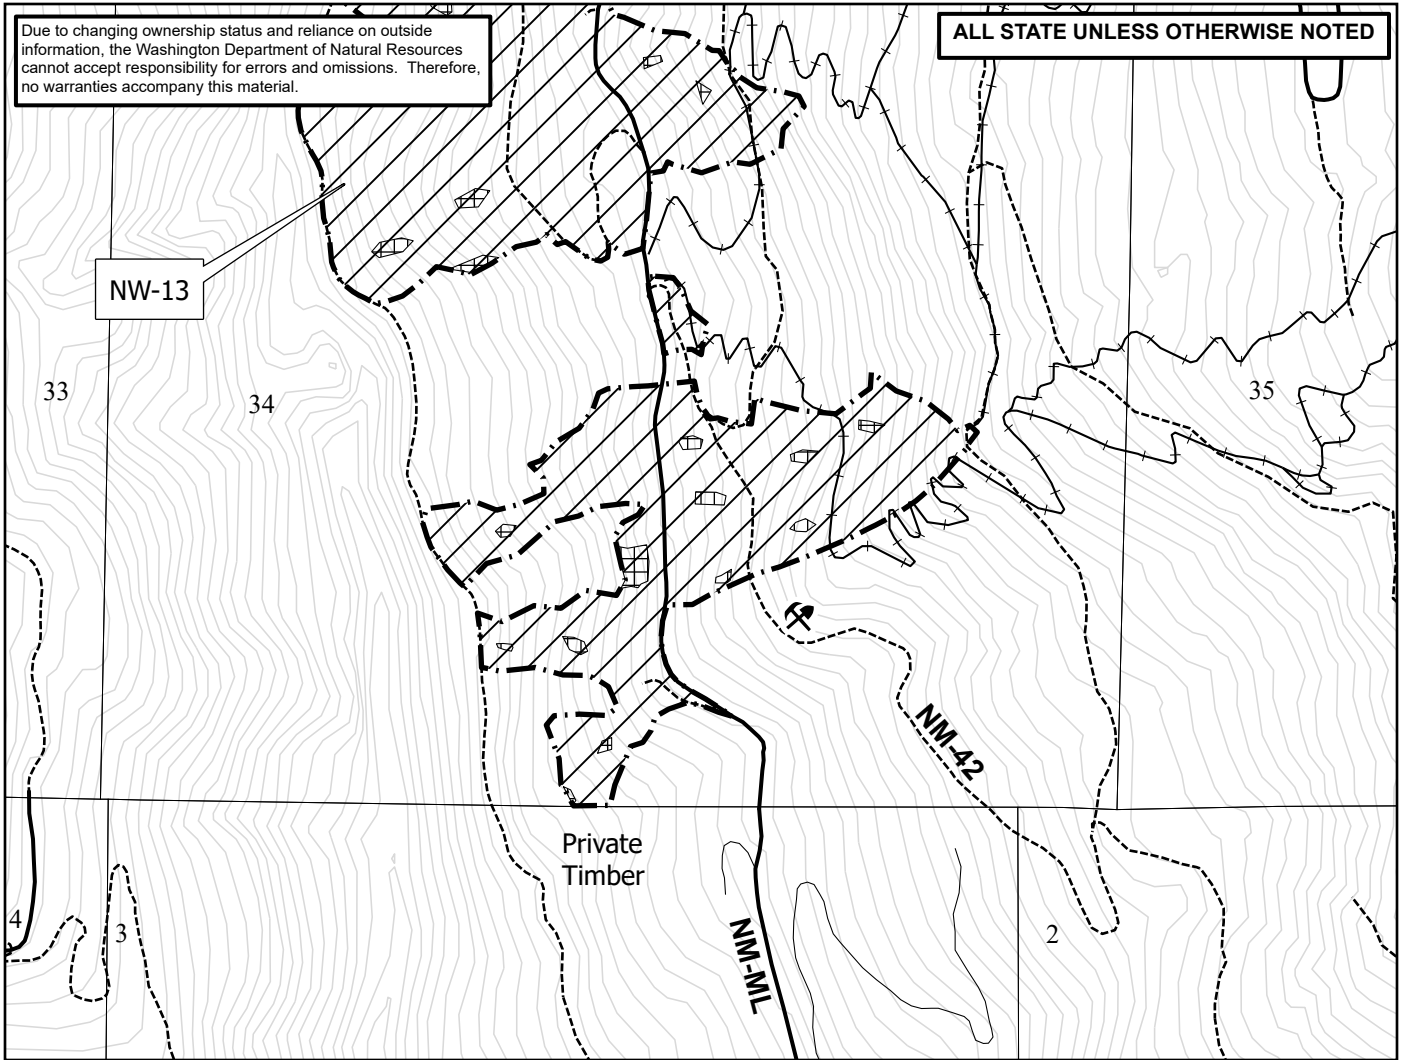 Due to changing ownership status and reliance on outside
information, the Washington Department of Natural Resources
cannot accept responsibility for errors and omissions. Therefore,
no warranties accompany this material.
ALL STATE UNLESS OTHERWISE NOTED
NW-13
33
34
35
NM-42
Private
Timber
4
3
NM-ML
2